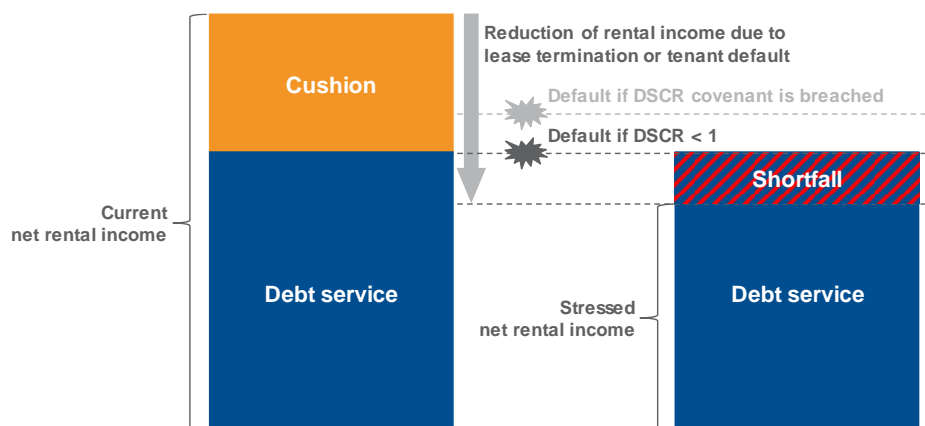 Reduction of rental income due to
lease termination or tenant default
Cushion
Default if DSCR covenant is breached
Default if DSCR < 1
Shortfall
Current
net rental income
Debt service
Debt service
Stressed
net rental income